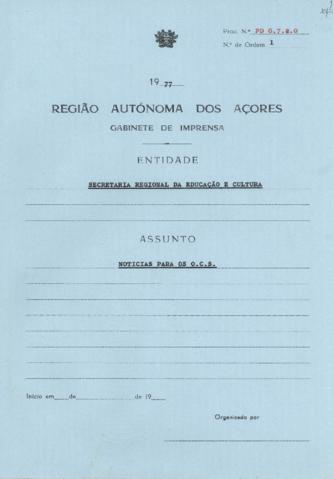 Proc. N.º PD 0.7.2.0
N.º de Ordem 1
19 77
REGIÃO AUTÓNOMA DOS AÇORES
GABINETE DE IMPRENSA
ENTIDADE
SECRETARIA REGIONAL DA EDUCAÇÃO E CULTURA
ASSUNTO
NOTICIAS PARA OS O.C.S.
Início em de de 19
Organizado por